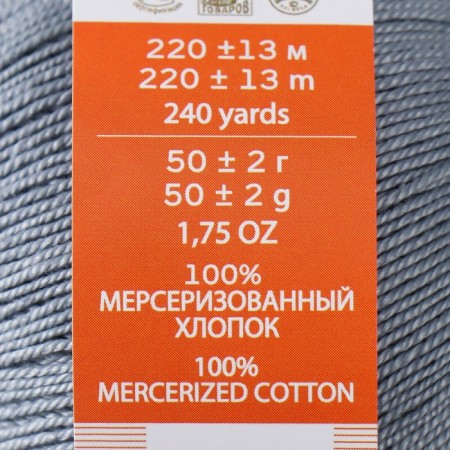 ТОВАРОВ
220 ±13 м
220 ± 13 m
240 yards
50 ± 2 г
50 ± 2 g
1,75 OZ
100%
МЕРСЕРИЗОВАННЫЙ
ХЛОПОК
100%
MERCERIZED COTTON